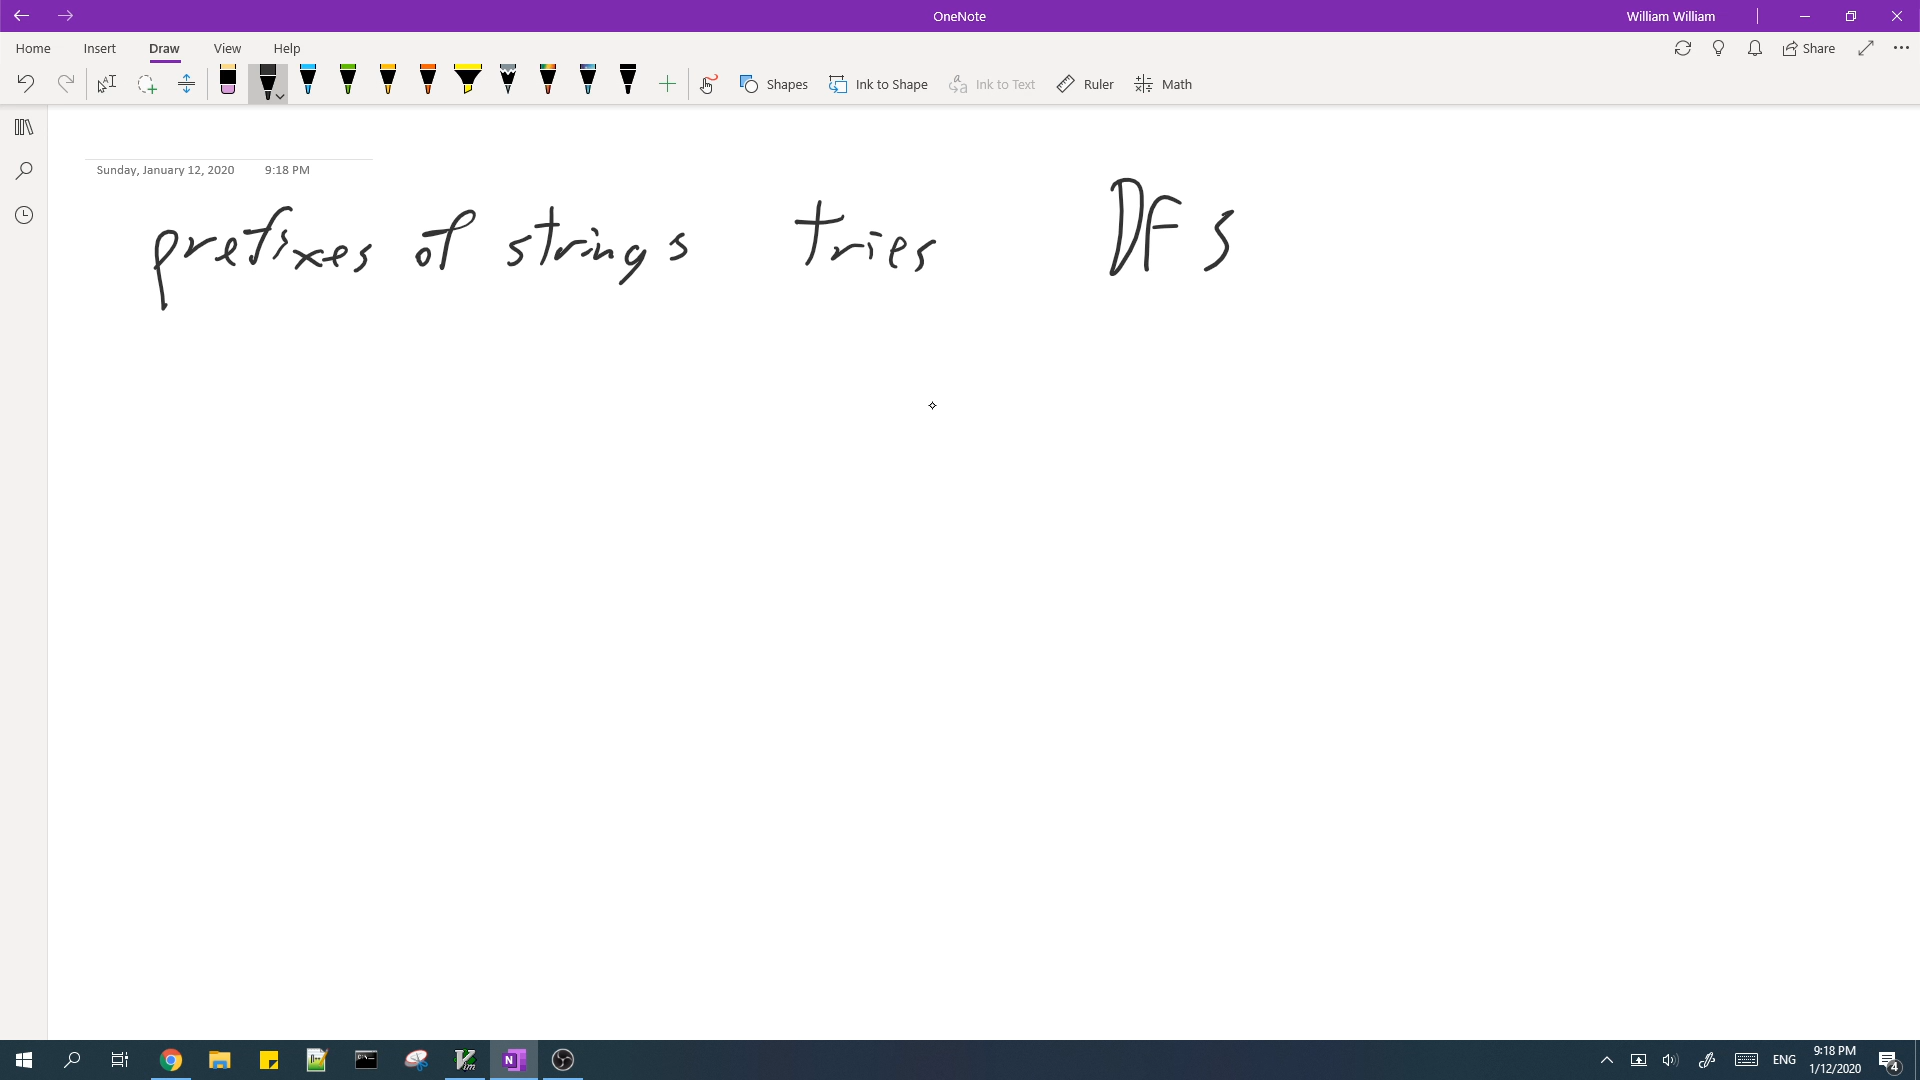 OneNote
William William
Home Insert Draw View Help
Share
Shapes Ink to Shape Ink to Text Ruler Math
Sunday, January 12, 2020 9:18 PM
prefixes of strings tries DFS
ENG
9:18 PM
1/12/2020
4